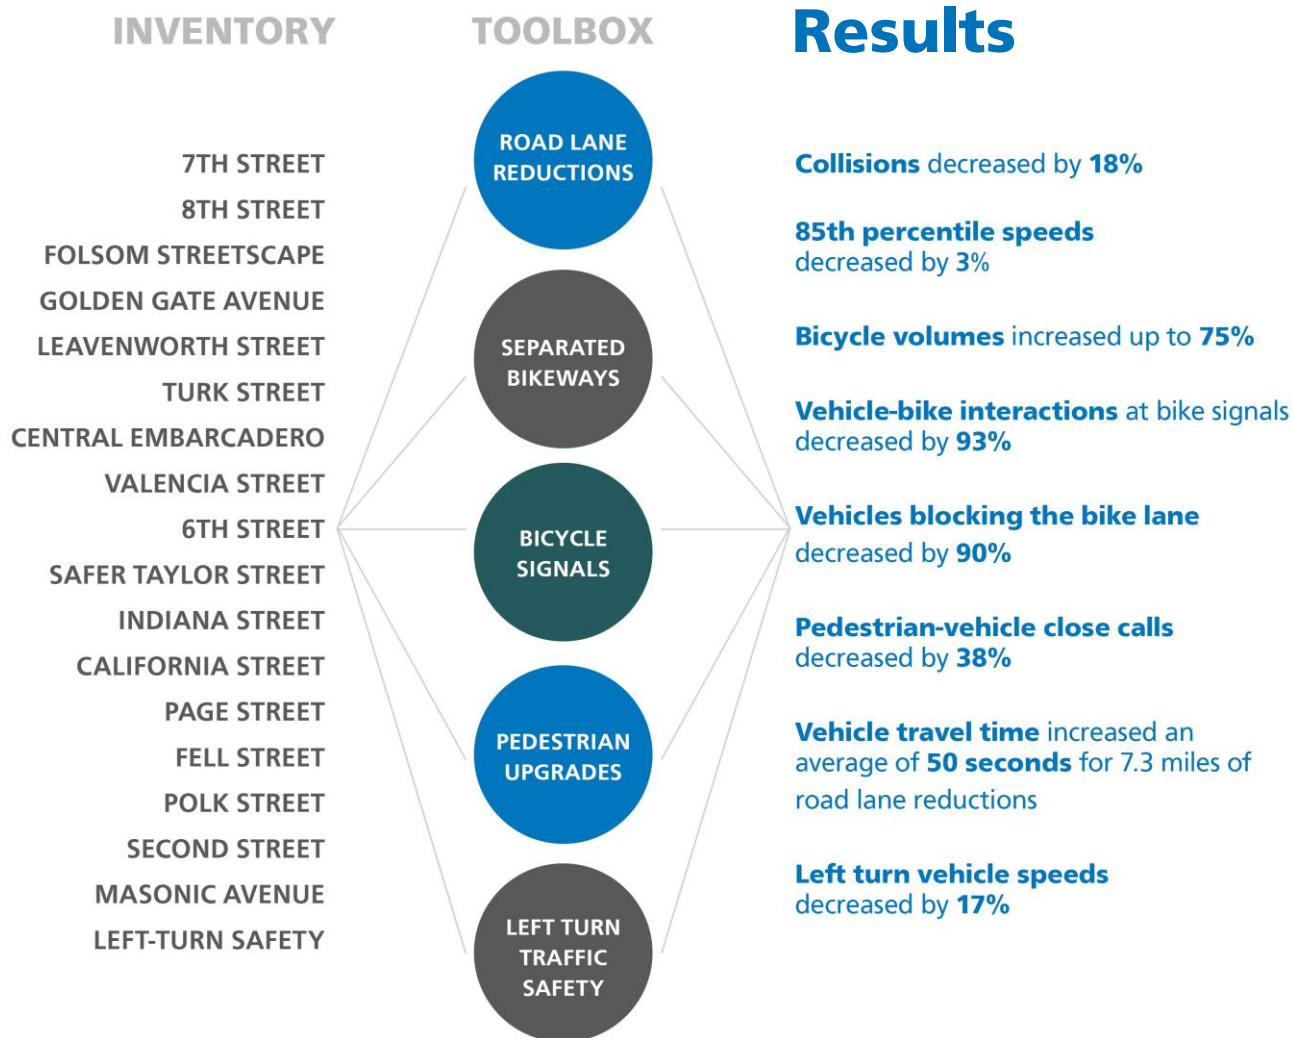 INVENTORY
7TH STREET
8TH STREET
FOLSOM STREETSCAPE
GOLDEN GATE AVENUE
LEAVENWORTH STREET
TURK STREET
CENTRAL EMBARCADERO
VALENCIA STREET
6TH STREET
SAFER TAYLOR STREET
INDIANA STREET
CALIFORNIA STREET
PAGE STREET
FELL STREET
POLK STREET
SECOND STREET
MASONIC AVENUE
LEFT-TURN SAFETY
TOOLBOX
ROAD LANE
REDUCTIONS
SEPARATED
BIKEWAYS
BICYCLE
SIGNALS
PEDESTRIAN
UPGRADES
LEFT TURN
TRAFFIC
SAFETY
Results
Collisions decreased by 18%
85th percentile speeds
decreased by 3%
Bicycle volumes increased up to 75%
Vehicle-bike interactions at bike signals
decreased by 93%
Vehicles blocking the bike lane
decreased by 90%
Pedestrian-vehicle close calls
decreased by 38%
Vehicle travel time increased an
average of 50 seconds for 7.3 miles of
road lane reductions
Left turn vehicle speeds
decreased by 17%